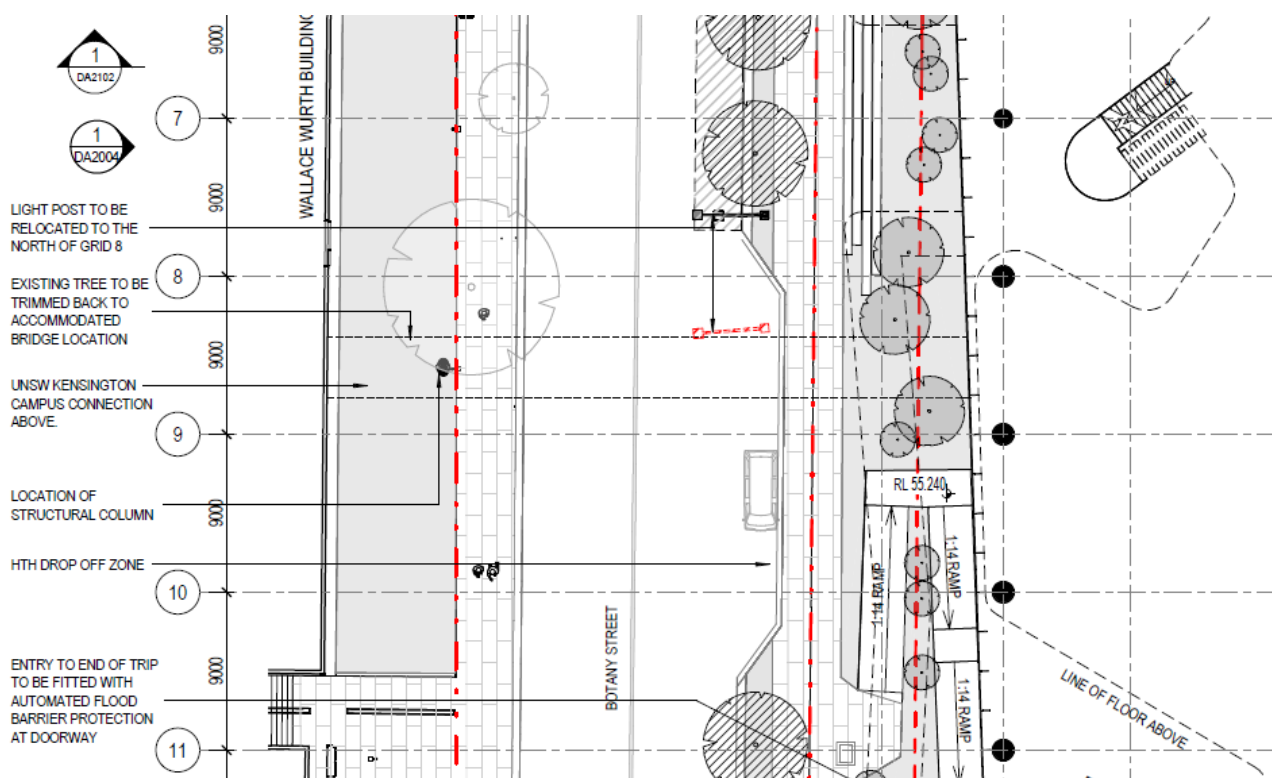 1
DA2102
9000
WALLACE WURTH BUILDING
7
1
DA2004
9000
LIGHT POST TO BE
RELOCATED TO THE
NORTH OF GRID 8
8
EXISTING TREE TO BE
TRIMMED BACK TO
ACCOMMODATED
BRIDGE LOCATION
9000
UNSW KENSINGTON
CAMPUS CONNECTION
ABOVE.
9
LOCATION OF
STRUCTURAL COLUMN
9000
HTH DROP OFF ZONE
10
ENTRY TO END OF TRIP
TO BE FITTED WITH
AUTOMATED FLOOD
BARRIER PROTECTION
AT DOORWAY
9000
11
BOTANY STREET
RL 55.240
1:14 RAMP
1:14 RAMP
1:14 RAMP
LINE OF FLOOR ABOVE